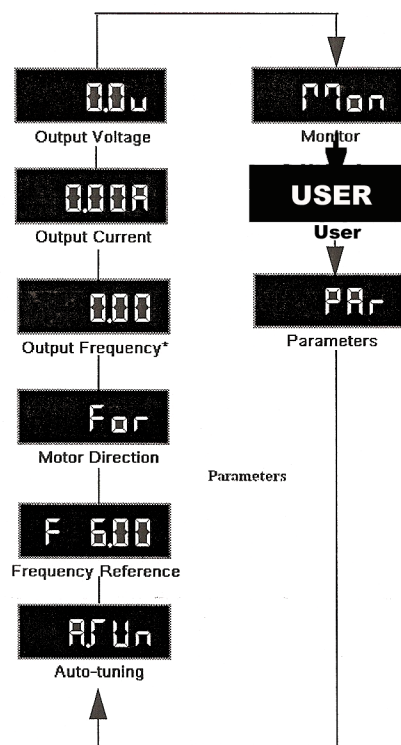 0.0u
Output Voltage
0.00A
Output Current
0.00
Output Frequency*
For
Motor Direction
F 6.00
Frequency Reference
A.TUn
Auto-tuning
Mon
Monitor
USER
User
PAr
Parameters
Parameters